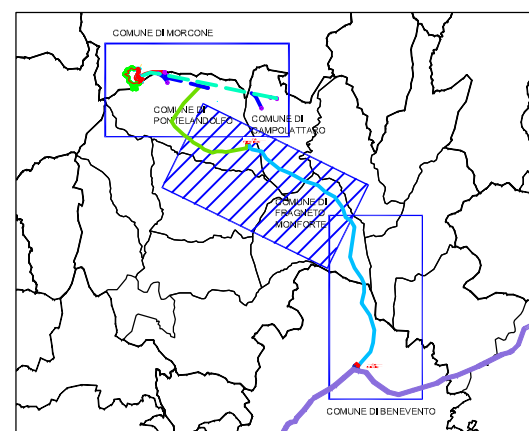 COMUNE DI MORCONE
COMUNE DI
PONTELANDOLFO
COMUNE DI
CAMPOLATTARO
COMUNE DI
FRAGNETO
MONFORTE
COMUNE DI BENEVENTO